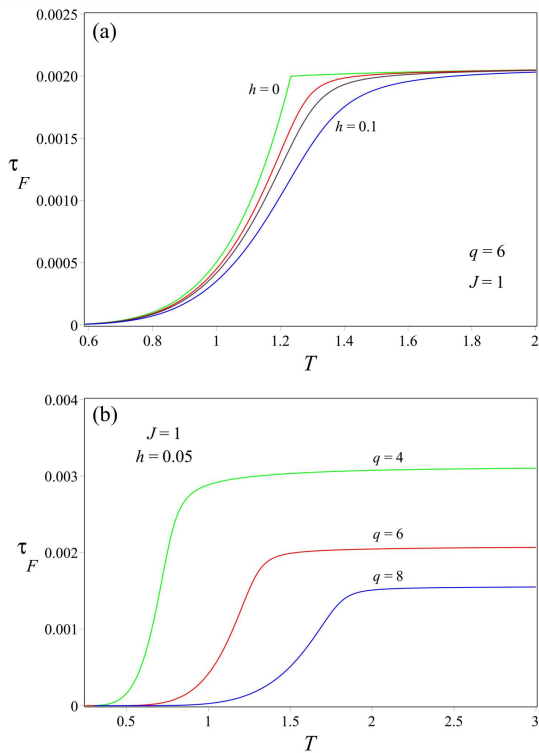 (a)
0.0025
0.0020
0.0015
0.0010
0.0005
0
τF
h = 0
h = 0.1
q = 6
J = 1
0.6 0.8 1 1.2 1.4 1.6 1.8 2
T
(b)
0.004
0.003
0.002
0.001
0
τF
J = 1
h = 0.05
q = 4
q = 6
q = 8
0.5 1 1.5 2 2.5 3
T